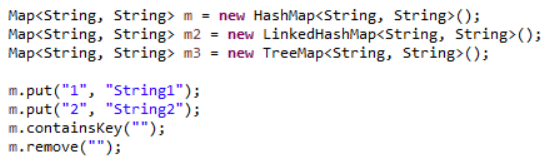 Map<String, String> m = new HashMap<String, String>();
Map<String, String> m2 = new LinkedHashMap<String, String>();
Map<String, String> m3 = new TreeMap<String, String>();
m.put("1", "String1");
m.put("2", "String2");
m.containsKey("");
m.remove("");